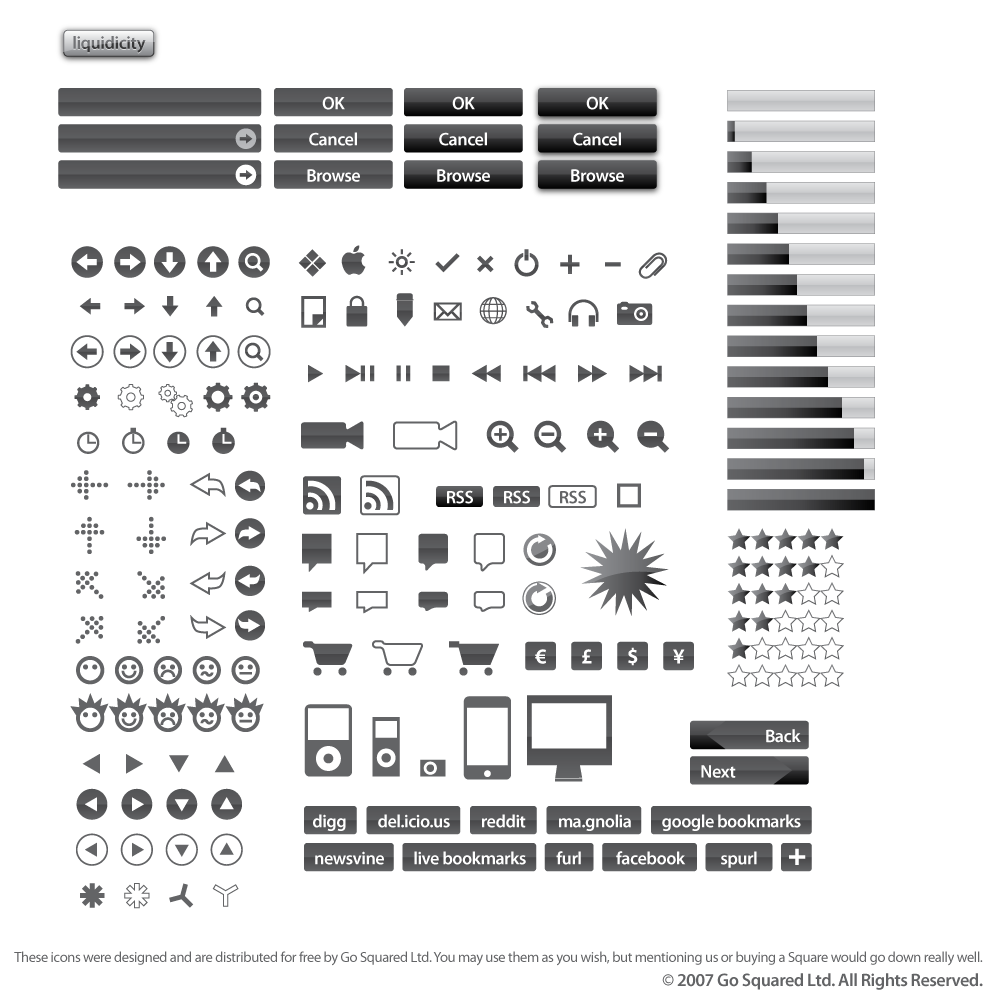 liquidicity
OK OK OK
Cancel Cancel Cancel
Browse Browse Browse
RSS RSS RSS
€ £ $ ¥
Back
Next
digg del.icio.us reddit ma.gnolia google bookmarks
newsvine live bookmarks furl facebook spurl +
These icons were designed and are distributed for free by Go Squared Ltd. You may use them as you wish, but mentioning us or buying a Square would go down really well.
© 2007 Go Squared Ltd. All Rights Reserved.